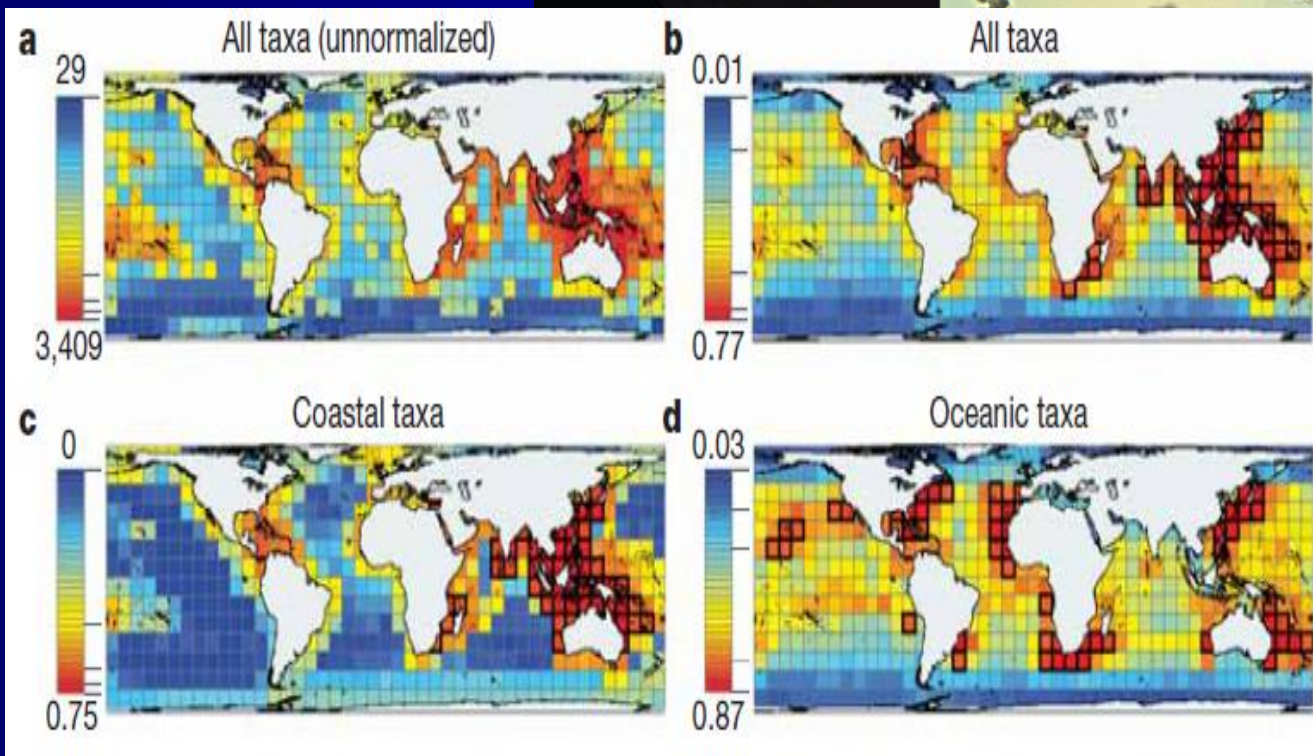 a All taxa (unnormalized)
29
3,409
b All taxa
0.01
0.77
c Coastal taxa
0
0.75
d Oceanic taxa
0.03
0.87